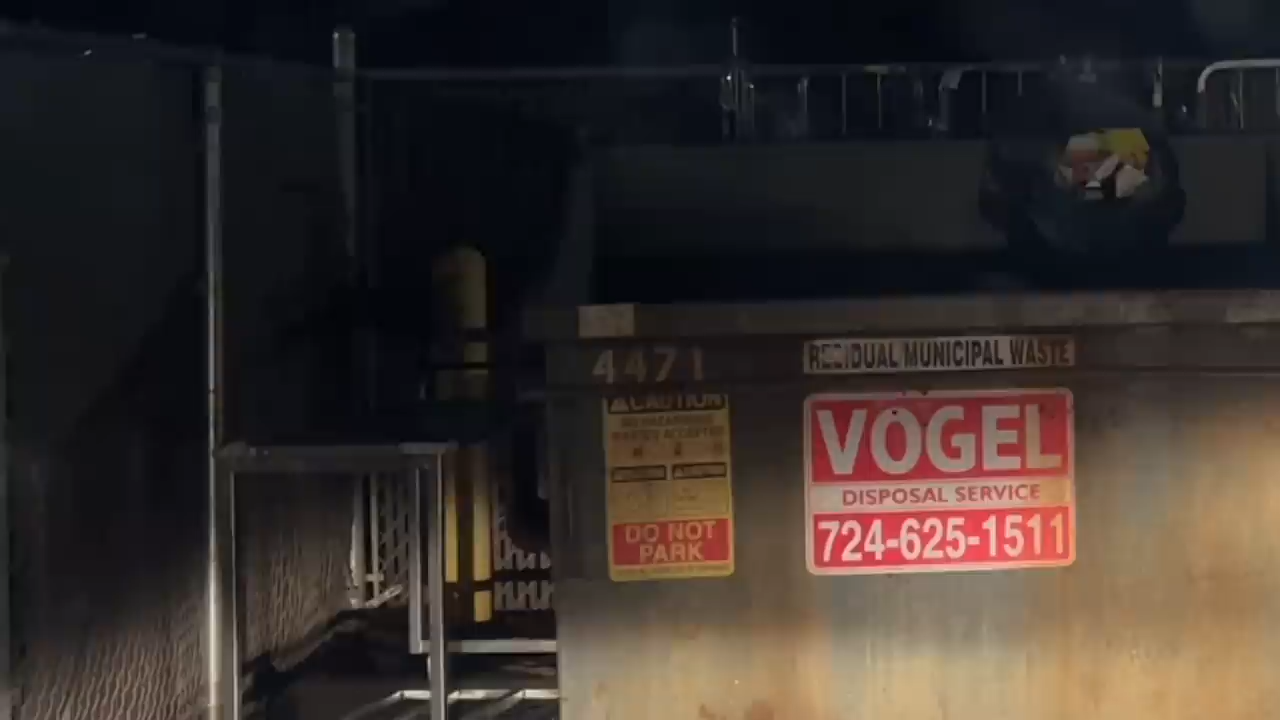 4471
RESIDUAL MUNICIPAL WASTE
CAUTION
VOGEL
DISPOSAL SERVICE
724-625-1511
DO NOT
PARK